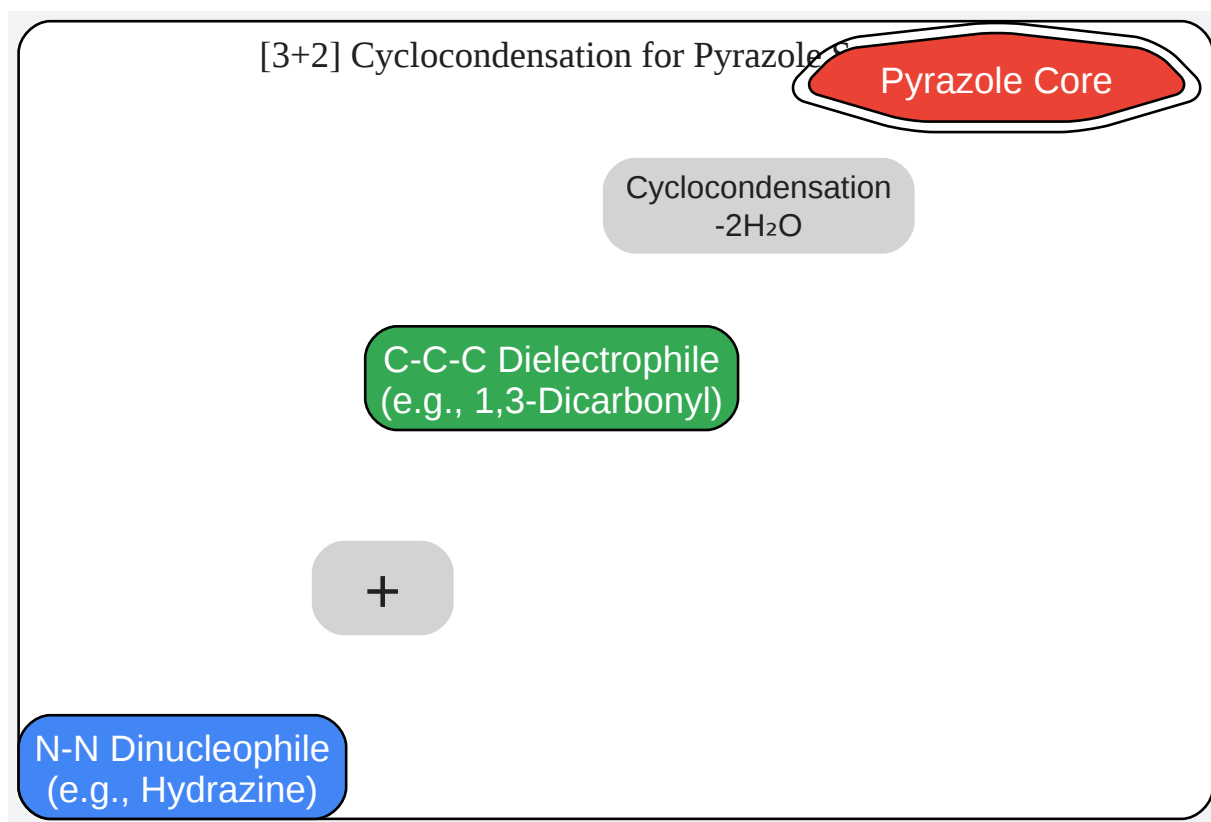 [3+2] Cyclocondensation for Pyrazole
Pyrazole Core
Cyclocondensation
-2H₂O
C-C-C Dielectrophile
(e.g., 1,3-Dicarbonyl)
+
N-N Dinucleophile
(e.g., Hydrazine)